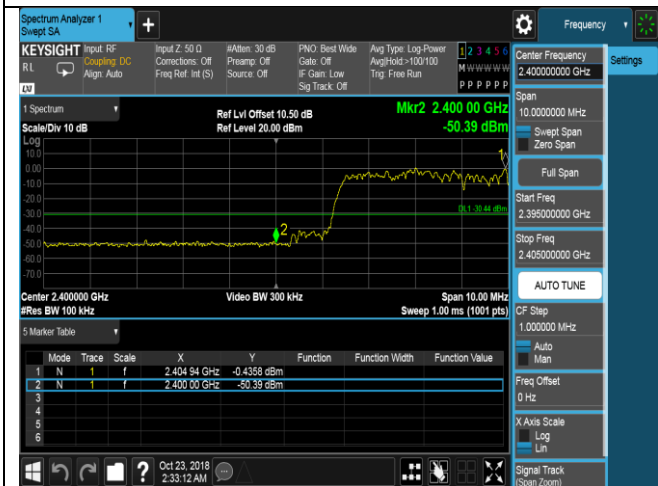 Spectrum Analyzer 1
Swept SA
+
Frequency
KEYSIGHT Input: RF Input Z: 50 Ω #Atten: 30 dB PNO: Best Wide Avg Type: Log-Power 1 2 3 4 5 6
RL Coupling: DC Corrections: Off Preamp: Off Gate: Off Avg|Hold:>100/100 M W W W W W
Align: Auto Freq Ref: Int (S) Source: Off IF Gain: Low Trig: Free Run
Sig Track: Off P P P P P P
LXI
1 Spectrum Ref Lvl Offset 10.50 dB Mkr2 2.400 00 GHz
Scale/Div 10 dB Ref Level 20.00 dBm -50.39 dBm
Log
10.0
0.00
-10.0
-20.0
-30.0
-40.0
-50.0
-60.0
-70.0
1
DL1 -30.44 dBm
2
Center 2.400000 GHz Video BW 300 kHz Span 10.00 MHz
#Res BW 100 kHz Sweep 1.00 ms (1001 pts)
5 Marker Table
Mode Trace Scale X Y Function Function Width Function Value
1 N 1 f 2.404 94 GHz -0.4358 dBm
2 N 1 f 2.400 00 GHz -50.39 dBm
3
4
5
6
? Oct 23, 2018
2:33:12 AM
Center Frequency
2.400000000 GHz
Settings
Span
10.0000000 MHz
Swept Span
Zero Span
Full Span
Start Freq
2.395000000 GHz
Stop Freq
2.405000000 GHz
AUTO TUNE
CF Step
1.000000 MHz
Auto
Man
Freq Offset
0 Hz
X Axis Scale
Log
Lin
Signal Track
(Span Zoom)